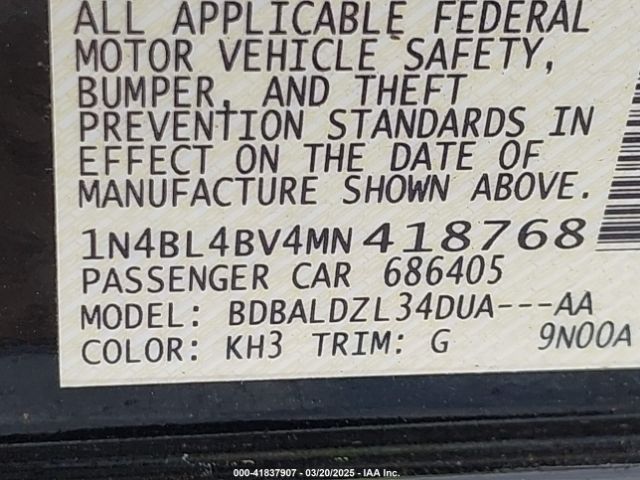 ALL APPLICABLE FEDERAL
MOTOR VEHICLE SAFETY,
BUMPER, AND THEFT
PREVENTION STANDARDS IN
EFFECT ON THE DATE OF
MANUFACTURE SHOWN ABOVE.
1N4BL4BV4MN418768
PASSENGER CAR 686405
MODEL: BDBALDZL34DUA---AA
COLOR: KH3 TRIM: G 9N00A
000-41837907 - 03/20/2025 - IAA Inc.